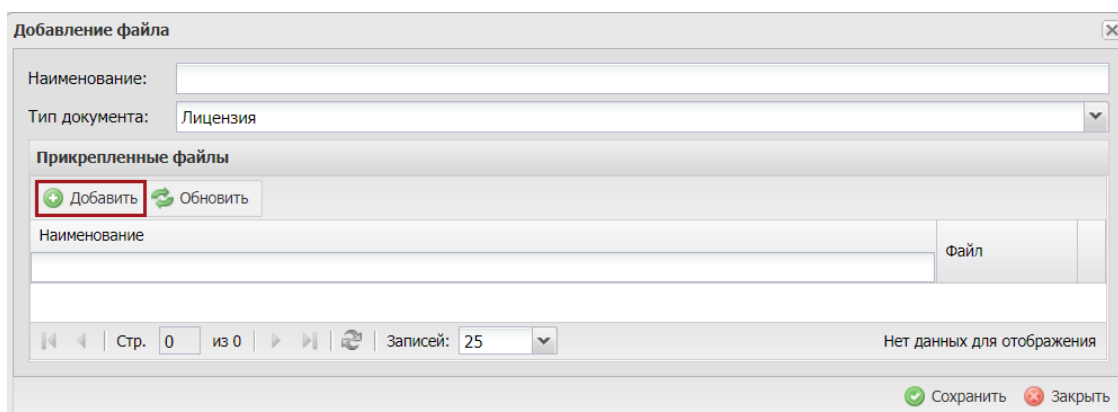 Добавление файла
Наименование:
Тип документа: Лицензия
Прикрепленные файлы
Добавить Обновить
Наименование Файл
Стр. 0 из 0 Записей: 25 Нет данных для отображения
Сохранить Закрыть